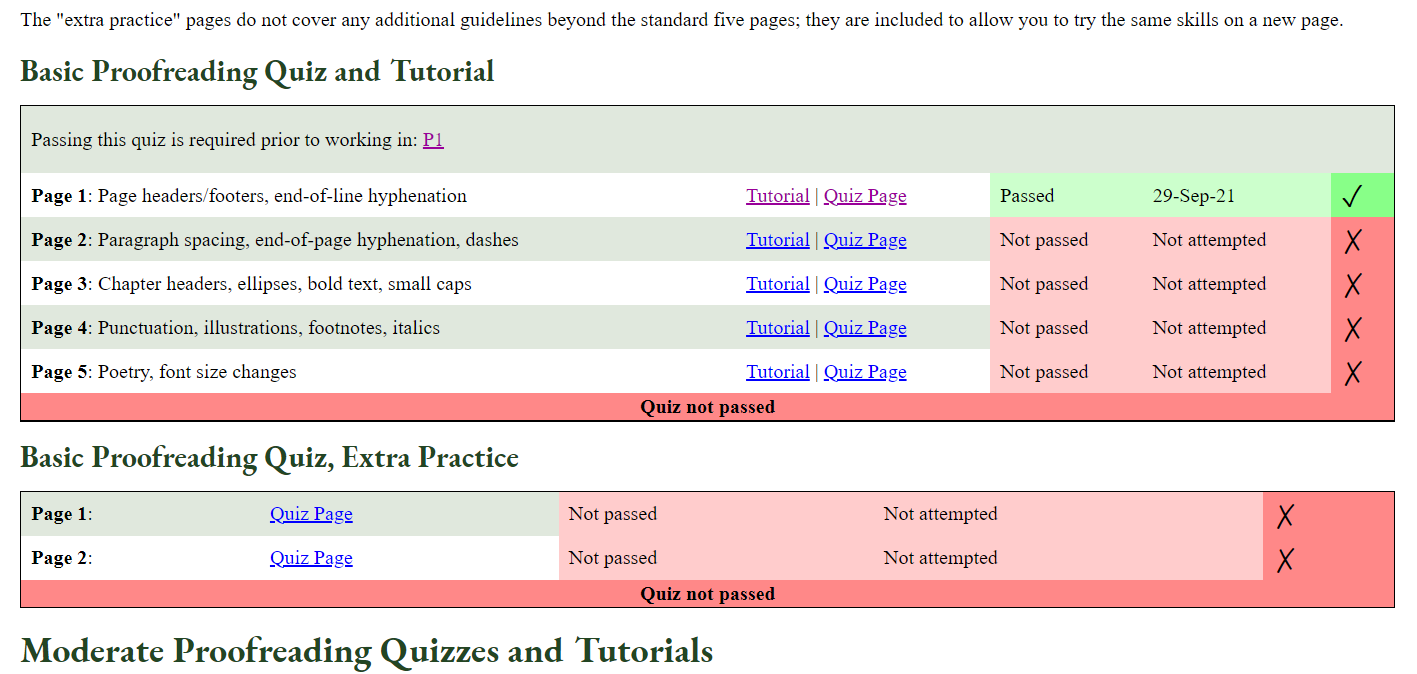 The "extra practice" pages do not cover any additional guidelines beyond the standard five pages; they are included to allow you to try the same skills on a new page.
Basic Proofreading Quiz and Tutorial
Passing this quiz is required prior to working in: P1
Page 1: Page headers/footers, end-of-line hyphenation Tutorial | Quiz Page Passed 29-Sep-21 ✓
Page 2: Paragraph spacing, end-of-page hyphenation, dashes Tutorial | Quiz Page Not passed Not attempted ✗
Page 3: Chapter headers, ellipses, bold text, small caps Tutorial | Quiz Page Not passed Not attempted ✗
Page 4: Punctuation, illustrations, footnotes, italics Tutorial | Quiz Page Not passed Not attempted ✗
Page 5: Poetry, font size changes Tutorial | Quiz Page Not passed Not attempted ✗
Quiz not passed
Basic Proofreading Quiz, Extra Practice
Page 1: Quiz Page Not passed Not attempted ✗
Page 2: Quiz Page Not passed Not attempted ✗
Quiz not passed
Moderate Proofreading Quizzes and Tutorials